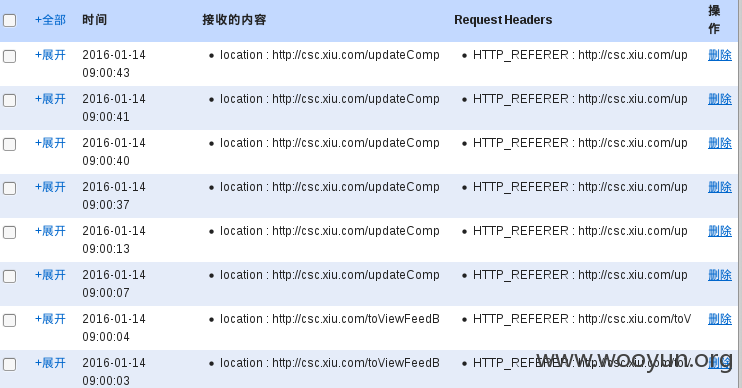 +全部 时间 接收的内容 Request Headers 操作
+展开 2016-01-14 09:00:43 • location : http://csc.xiu.com/updateComp • HTTP_REFERER : http://csc.xiu.com/up 删除
+展开 2016-01-14 09:00:41 • location : http://csc.xiu.com/updateComp • HTTP_REFERER : http://csc.xiu.com/up 删除
+展开 2016-01-14 09:00:40 • location : http://csc.xiu.com/updateComp • HTTP_REFERER : http://csc.xiu.com/up 删除
+展开 2016-01-14 09:00:37 • location : http://csc.xiu.com/updateComp • HTTP_REFERER : http://csc.xiu.com/up 删除
+展开 2016-01-14 09:00:13 • location : http://csc.xiu.com/updateComp • HTTP_REFERER : http://csc.xiu.com/up 删除
+展开 2016-01-14 09:00:07 • location : http://csc.xiu.com/updateComp • HTTP_REFERER : http://csc.xiu.com/up 删除
+展开 2016-01-14 09:00:04 • location : http://csc.xiu.com/toViewFeedB • HTTP_REFERER : http://csc.xiu.com/toV 删除
+展开 2016-01-14 09:00:03 • location : http://csc.xiu.com/toViewFeedB • HTTP_REFERER : http://csc.xiu.com/toV 删除
www.wooyun.org